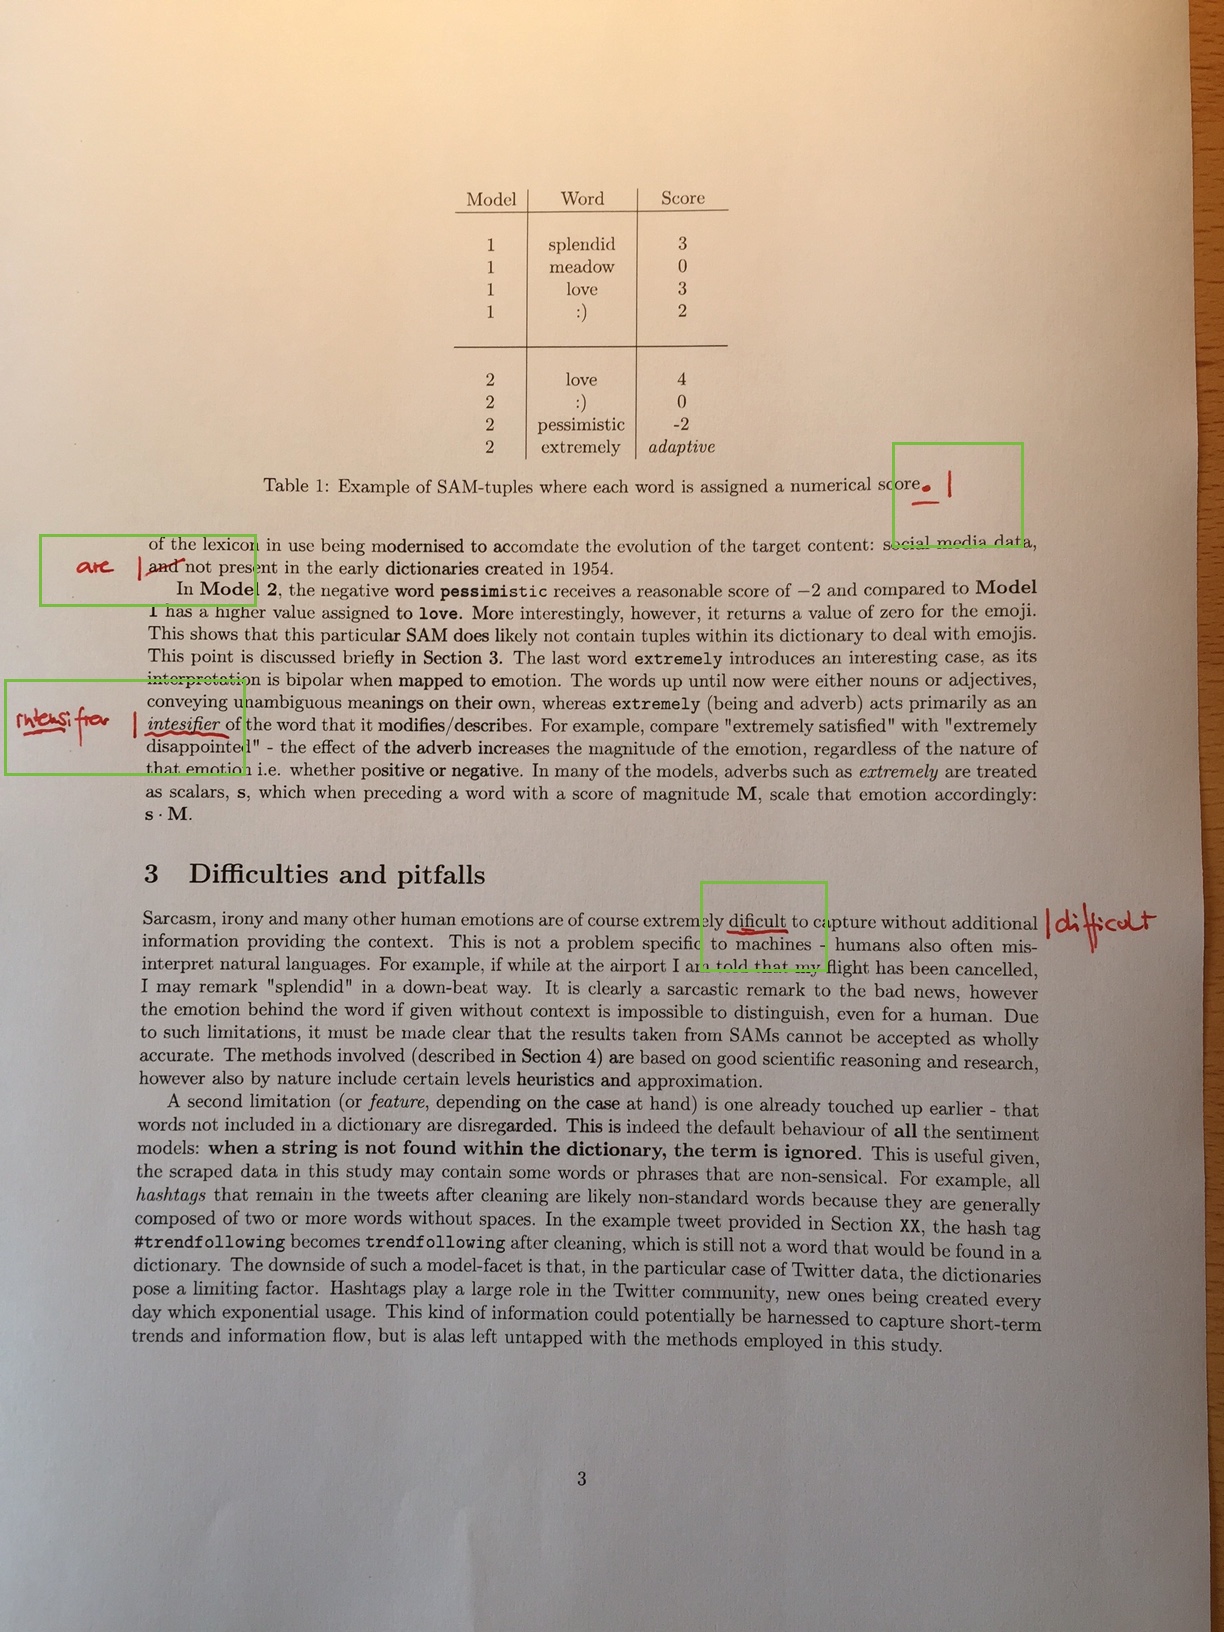 Model Word Score
1 splendid 3
1 meadow 0
1 love 3
1 :) 2
2 love 4
2 :) 0
2 pessimistic -2
2 extremely adaptive
Table 1: Example of SAM-tuples where each word is assigned a numerical score. |
of the lexicon in use being modernised to accomdate the evolution of the target content: social media data,
are | and not present in the early dictionaries created in 1954.
In Model 2, the negative word pessimistic receives a reasonable score of −2 and compared to Model
1 has a higher value assigned to love. More interestingly, however, it returns a value of zero for the emoji.
This shows that this particular SAM does likely not contain tuples within its dictionary to deal with emojis.
This point is discussed briefly in Section 3. The last word extremely introduces an interesting case, as its
interpretation is bipolar when mapped to emotion. The words up until now were either nouns or adjectives,
conveying unambiguous meanings on their own, whereas extremely (being and adverb) acts primarily as an
| intesifier of the word that it modifies/describes. For example, compare "extremely satisfied" with "extremely
disappointed" - the effect of the adverb increases the magnitude of the emotion, regardless of the nature of
that emotion i.e. whether positive or negative. In many of the models, adverbs such as extremely are treated
as scalars, s, which when preceding a word with a score of magnitude M, scale that emotion accordingly:
s · M.
3 Difficulties and pitfalls
Sarcasm, irony and many other human emotions are of course extremely dificult to capture without additional | difficult
information providing the context. This is not a problem specific to machines - humans also often mis-
interpret natural languages. For example, if while at the airport I am told that my flight has been cancelled,
I may remark "splendid" in a down-beat way. It is clearly a sarcastic remark to the bad news, however
the emotion behind the word if given without context is impossible to distinguish, even for a human. Due
to such limitations, it must be made clear that the results taken from SAMs cannot be accepted as wholly
accurate. The methods involved (described in Section 4) are based on good scientific reasoning and research,
however also by nature include certain levels heuristics and approximation.
A second limitation (or feature, depending on the case at hand) is one already touched up earlier - that
words not included in a dictionary are disregarded. This is indeed the default behaviour of all the sentiment
models: when a string is not found within the dictionary, the term is ignored. This is useful given,
the scraped data in this study may contain some words or phrases that are non-sensical. For example, all
hashtags that remain in the tweets after cleaning are likely non-standard words because they are generally
composed of two or more words without spaces. In the example tweet provided in Section XX, the hash tag
#trendfollowing becomes trendfollowing after cleaning, which is still not a word that would be found in a
dictionary. The downside of such a model-facet is that, in the particular case of Twitter data, the dictionaries
pose a limiting factor. Hashtags play a large role in the Twitter community, new ones being created every
day which exponential usage. This kind of information could potentially be harnessed to capture short-term
trends and information flow, but is alas left untapped with the methods employed in this study.
3